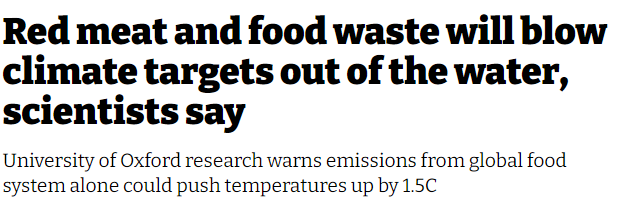 Red meat and food waste will blow
climate targets out of the water,
scientists say
University of Oxford research warns emissions from global food
system alone could push temperatures up by 1.5C